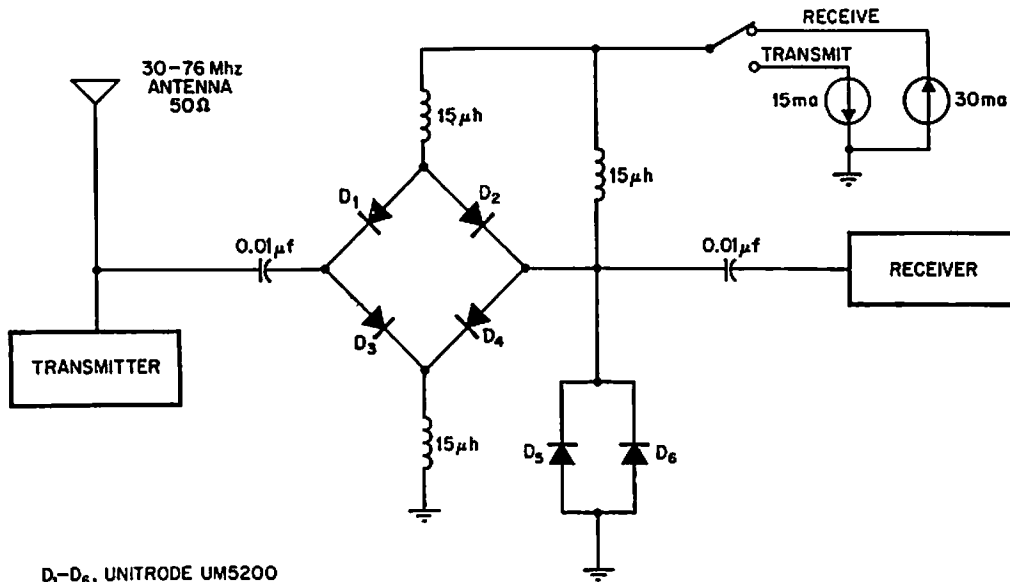 RECEIVE
30-76 Mhz
ANTENNA
50Ω
TRANSMIT
15ma
30ma
15μh
15μh
D₁
D₂
0.01μf
0.01μf
RECEIVER
D₃
D₄
TRANSMITTER
15μh
D₅
D₆
D₁-D₆, UNITRODE UM5200